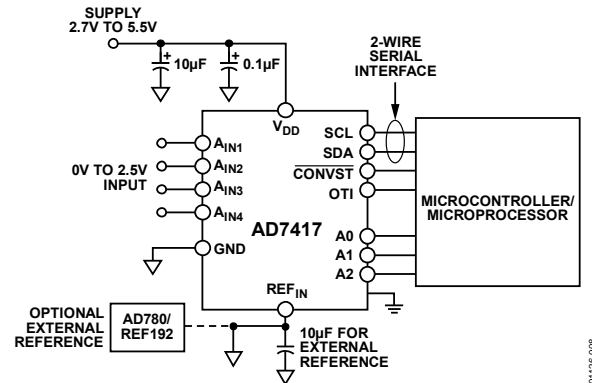 SUPPLY
2.7V TO 5.5V
+
10µF
+
0.1µF
2-WIRE
SERIAL
INTERFACE
VDD
AIN1
AIN2
AIN3
AIN4
0V TO 2.5V
INPUT
GND
AD7417
SCL
SDA
CONVST
OTI
A0
A1
A2
MICROCONTROLLER/
MICROPROCESSOR
REFIN
OPTIONAL
EXTERNAL
REFERENCE
AD780/
REF192
10µF FOR
EXTERNAL
REFERENCE
01126-008